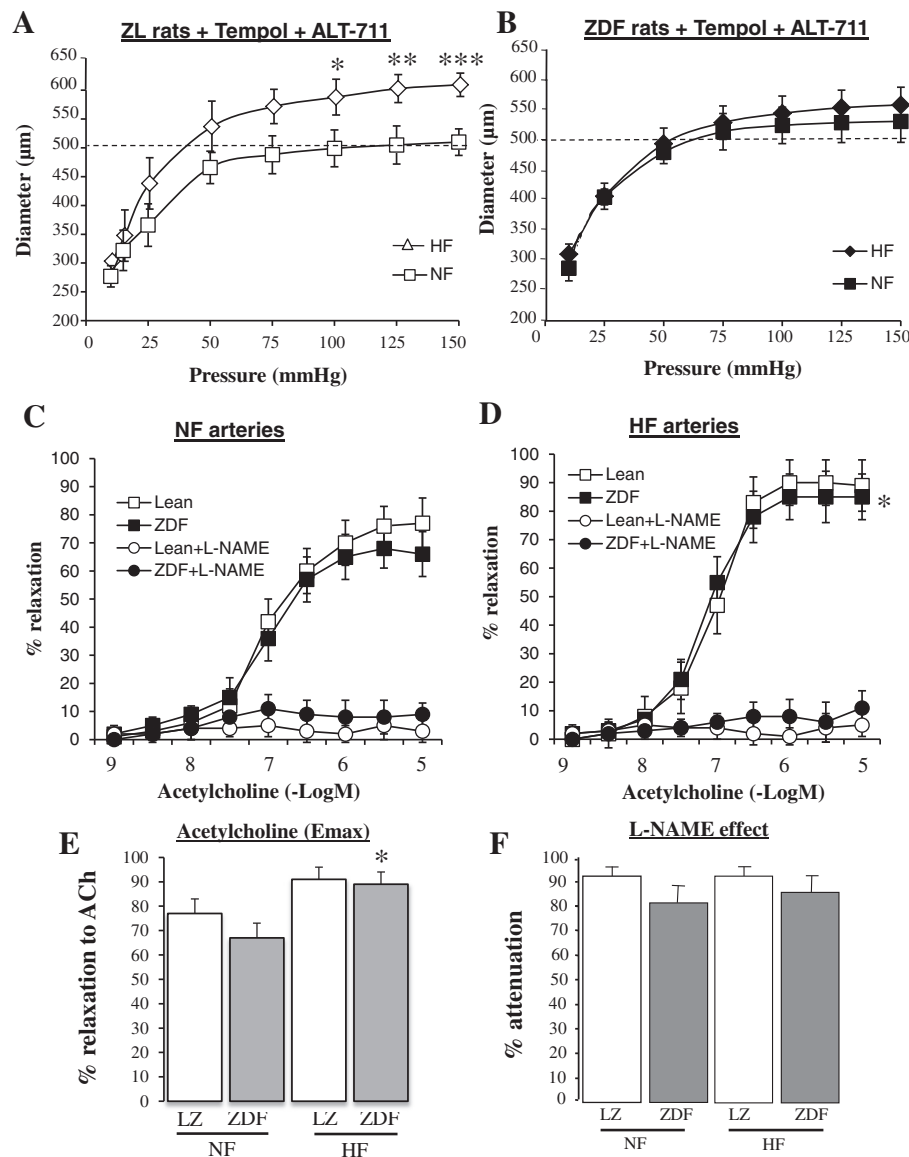 A
ZL rats + Tempol + ALT-711
650
600
550
500
450
400
350
300
250
200
Diameter (µm)
* ** ***
HF
NF
0 25 50 75 100 125 150
Pressure (mmHg)
B
ZDF rats + Tempol + ALT-711
650
600
550
500
450
400
350
300
250
200
Diameter (µm)
HF
NF
0 25 50 75 100 125 150
Pressure (mmHg)
C
NF arteries
100
90
80
70
60
50
40
30
20
10
0
% relaxation
Lean
ZDF
Lean+L-NAME
ZDF+L-NAME
9 8 7 6 5
Acetylcholine (-LogM)
D
HF arteries
100
90
80
70
60
50
40
30
20
10
0
% relaxation
Lean
ZDF
Lean+L-NAME
ZDF+L-NAME
*
9 8 7 6 5
Acetylcholine (-LogM)
E
Acetylcholine (Emax)
100
90
80
70
60
50
40
30
20
10
0
% relaxation to ACh
*
LZ ZDF LZ ZDF
NF HF
F
L-NAME effect
100
90
80
70
60
50
40
30
20
10
0
% attenuation
LZ ZDF LZ ZDF
NF HF